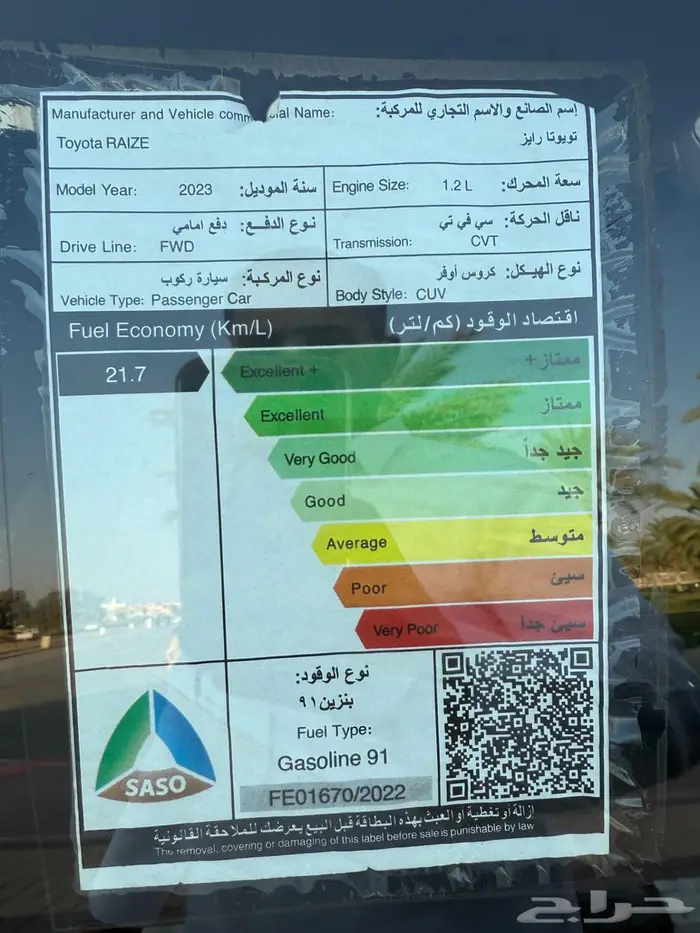 Manufacturer and Vehicle comm cial Name: إسم الصانع والاسم التجاري للمركبة:
Toyota RAIZE تويوتا رايز
Model Year: 2023 سنة الموديل:
Engine Size: 1.2 L سعة المحرك:
نوع الدفع: دفع امامي
Drive Line: FWD
ناقل الحركة: سي في تي
Transmission: CVT
نوع المركبة: سيارة ركوب
Vehicle Type: Passenger Car
نوع الهيكل: كروس أوفر
Body Style: CUV
Fuel Economy (Km/L) اقتصاد الوقود (كم/لتر)
21.7
Excellent + ممتاز+
Excellent ممتاز
Very Good جيد جداً
Good جيد
Average متوسط
Poor سيئ
Very Poor سيئ جداً
نوع الوقود:
بنزين ٩١
Fuel Type:
Gasoline 91
FE01670/2022
SASO
إزالة أو تغطية أو العبث بهذه البطاقة قبل البيع يعرضك للملاحقة القانونية
The removal, covering or damaging of this label before sale is punishable by law
حراج